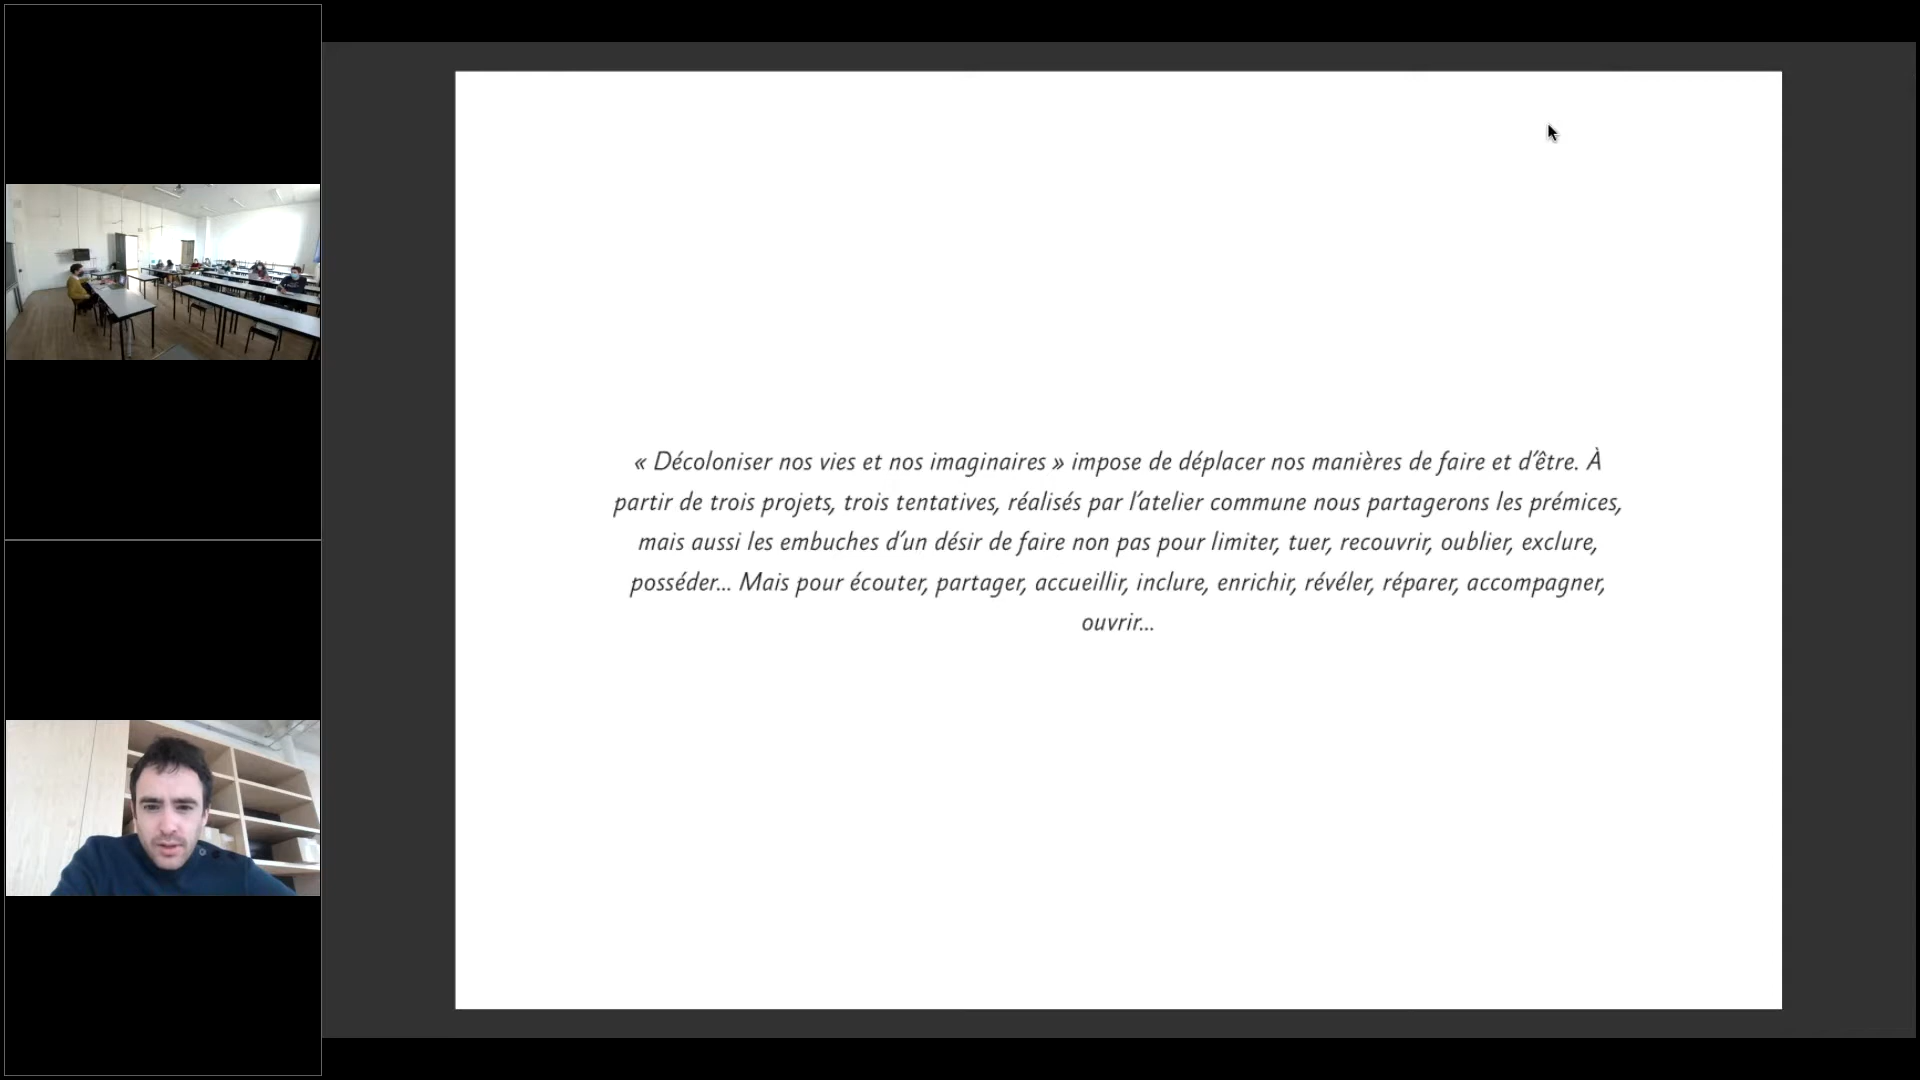 « Décoloniser nos vies et nos imaginaires » impose de déplacer nos manières de faire et d’être. À
partir de trois projets, trois tentatives, réalisés par l’atelier commune nous partagerons les prémices,
mais aussi les embuches d’un désir de faire non pas pour limiter, tuer, recouvrir, oublier, exclure,
posséder... Mais pour écouter, partager, accueillir, inclure, enrichir, révéler, réparer, accompagner,
ouvrir...